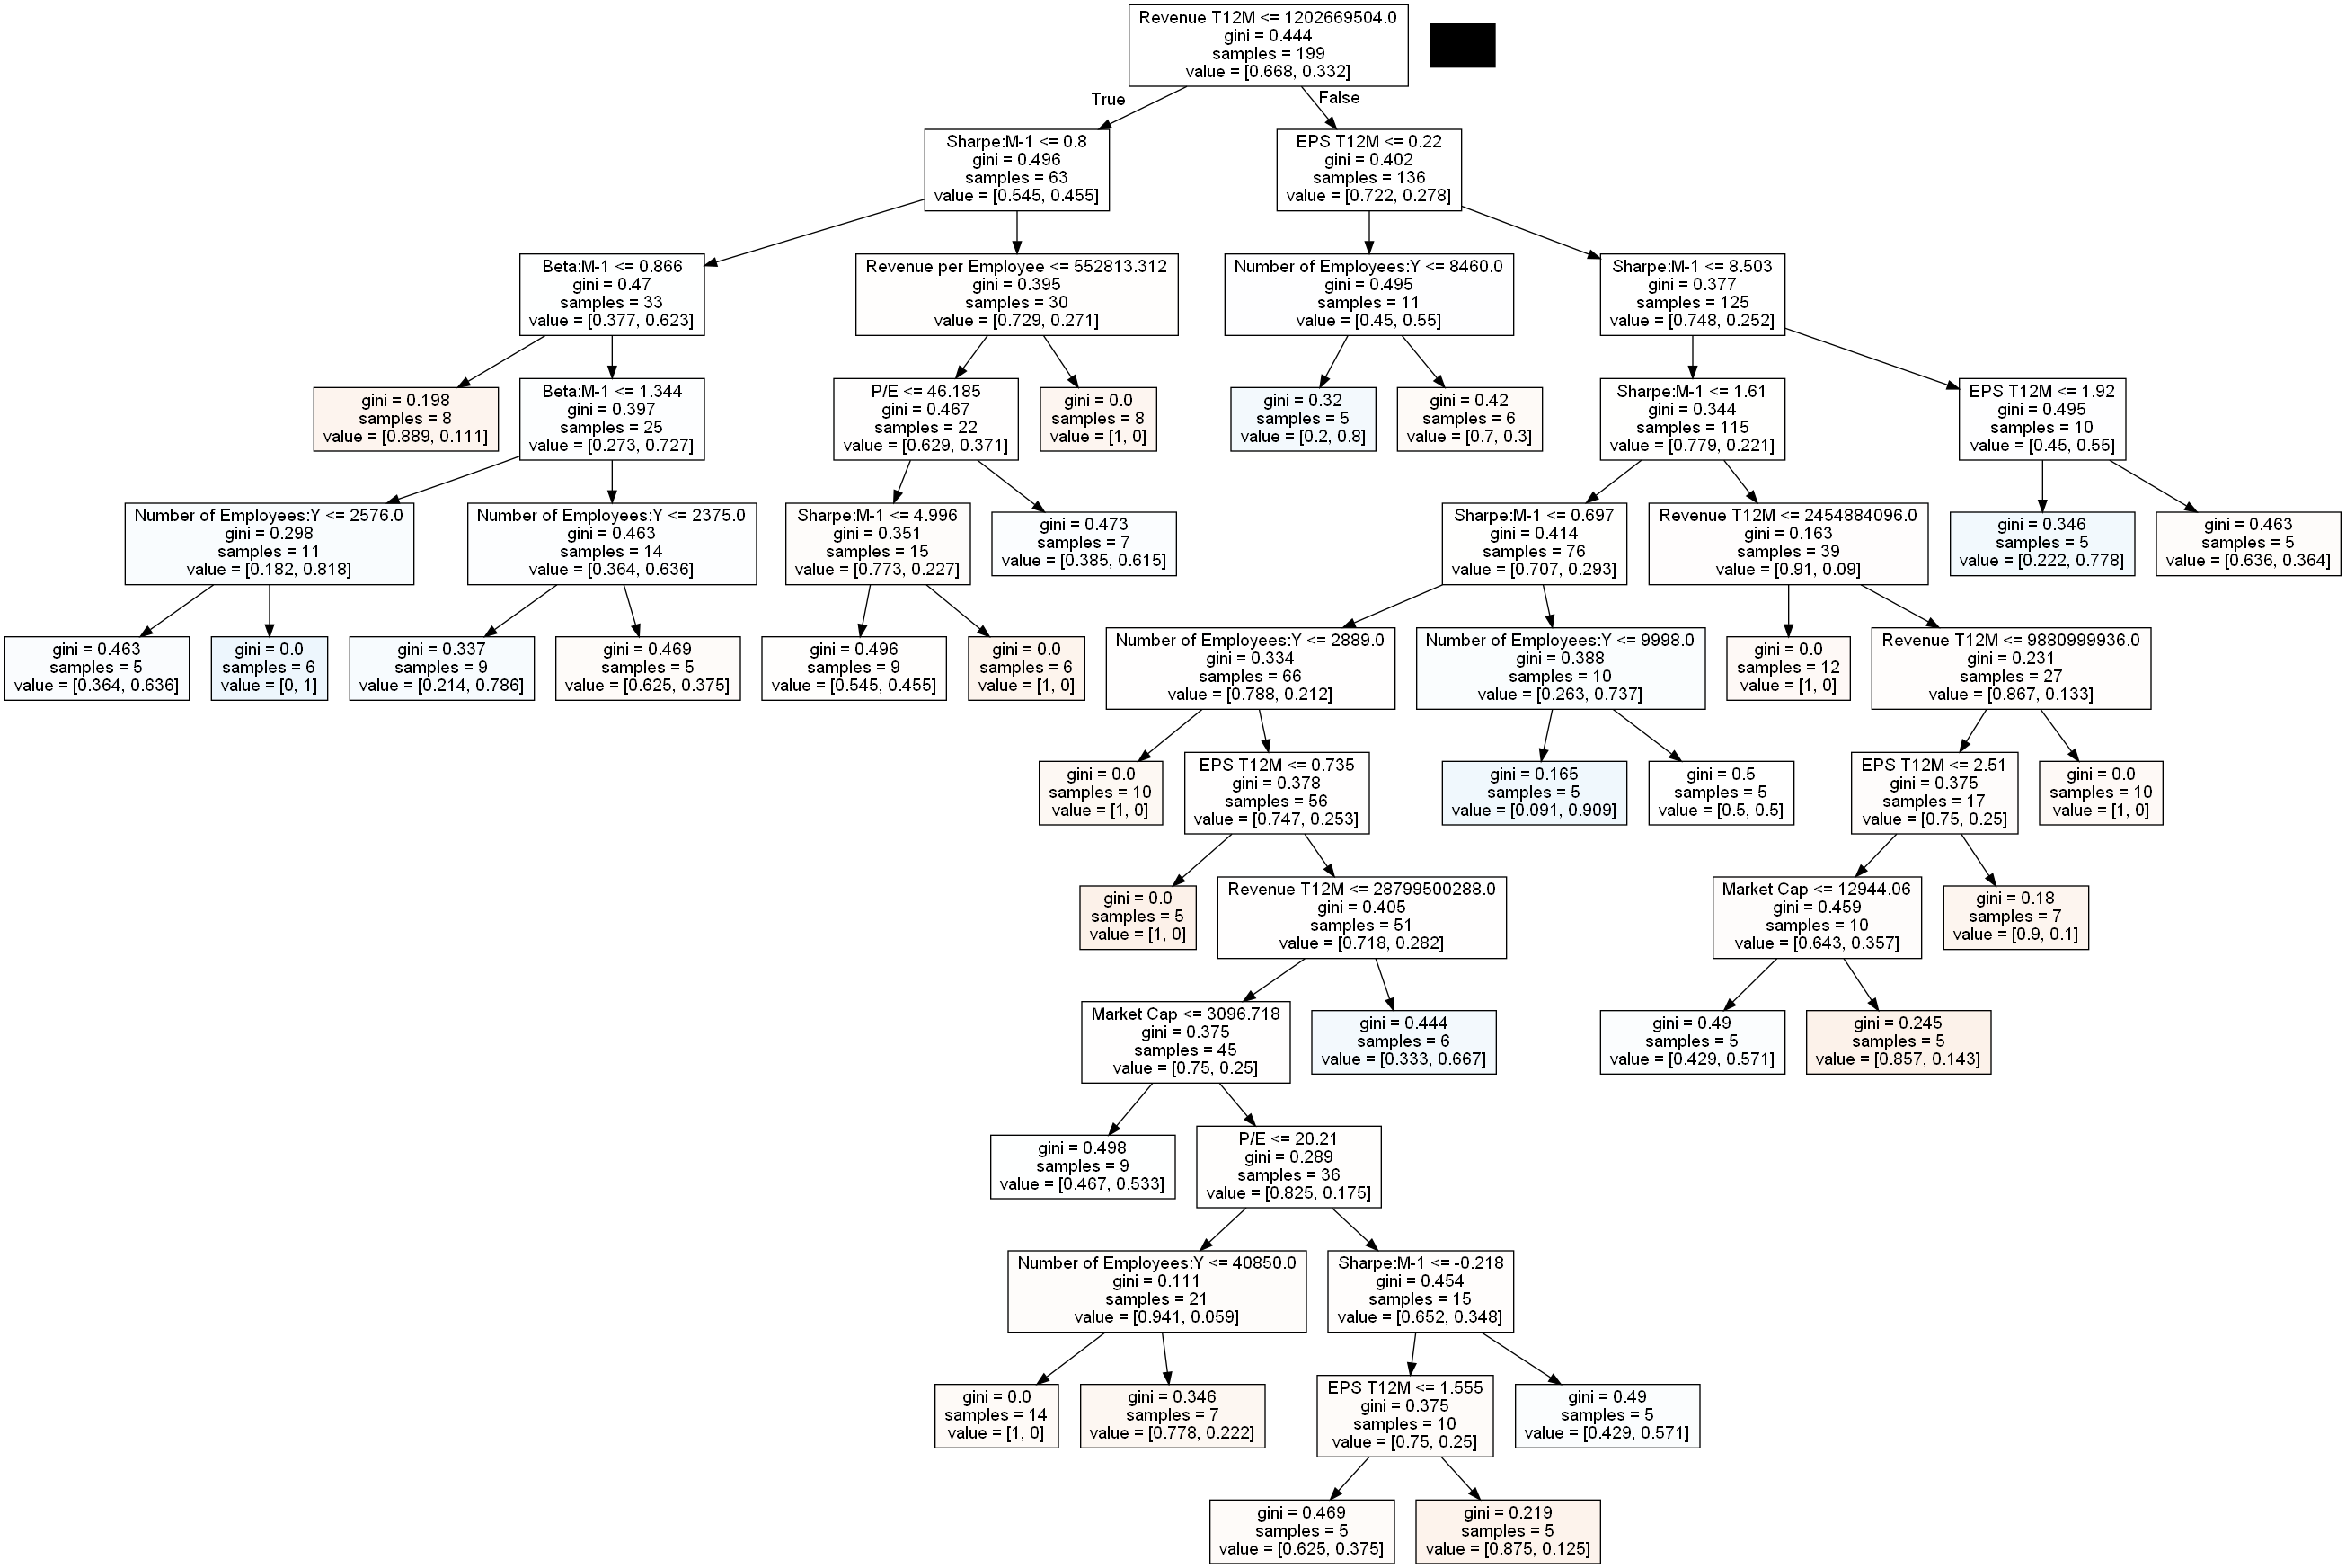 Revenue T12M <= 1202669504.0
gini = 0.444
samples = 199
value = [0.668, 0.332]
True
False
Sharpe:M-1 <= 0.8
gini = 0.496
samples = 63
value = [0.545, 0.455]
EPS T12M <= 0.22
gini = 0.402
samples = 136
value = [0.722, 0.278]
Beta:M-1 <= 0.866
gini = 0.47
samples = 33
value = [0.377, 0.623]
Revenue per Employee <= 552813.312
gini = 0.395
samples = 30
value = [0.729, 0.271]
Number of Employees:Y <= 8460.0
gini = 0.495
samples = 11
value = [0.45, 0.55]
Sharpe:M-1 <= 8.503
gini = 0.377
samples = 125
value = [0.748, 0.252]
gini = 0.198
samples = 8
value = [0.889, 0.111]
Beta:M-1 <= 1.344
gini = 0.397
samples = 25
value = [0.273, 0.727]
P/E <= 46.185
gini = 0.467
samples = 22
value = [0.629, 0.371]
gini = 0.0
samples = 8
value = [1, 0]
gini = 0.32
samples = 5
value = [0.2, 0.8]
gini = 0.42
samples = 6
value = [0.7, 0.3]
Sharpe:M-1 <= 1.61
gini = 0.344
samples = 115
value = [0.779, 0.221]
EPS T12M <= 1.92
gini = 0.495
samples = 10
value = [0.45, 0.55]
Number of Employees:Y <= 2576.0
gini = 0.298
samples = 11
value = [0.182, 0.818]
Number of Employees:Y <= 2375.0
gini = 0.463
samples = 14
value = [0.364, 0.636]
Sharpe:M-1 <= 4.996
gini = 0.351
samples = 15
value = [0.773, 0.227]
gini = 0.473
samples = 7
value = [0.385, 0.615]
Sharpe:M-1 <= 0.697
gini = 0.414
samples = 76
value = [0.707, 0.293]
Revenue T12M <= 2454884096.0
gini = 0.163
samples = 39
value = [0.91, 0.09]
gini = 0.346
samples = 5
value = [0.222, 0.778]
gini = 0.463
samples = 5
value = [0.636, 0.364]
gini = 0.463
samples = 5
value = [0.364, 0.636]
gini = 0.0
samples = 6
value = [0, 1]
gini = 0.337
samples = 9
value = [0.214, 0.786]
gini = 0.469
samples = 5
value = [0.625, 0.375]
gini = 0.496
samples = 9
value = [0.545, 0.455]
gini = 0.0
samples = 6
value = [1, 0]
Number of Employees:Y <= 2889.0
gini = 0.334
samples = 66
value = [0.788, 0.212]
Number of Employees:Y <= 9998.0
gini = 0.388
samples = 10
value = [0.263, 0.737]
gini = 0.0
samples = 12
value = [1, 0]
Revenue T12M <= 9880999936.0
gini = 0.231
samples = 27
value = [0.867, 0.133]
gini = 0.0
samples = 10
value = [1, 0]
EPS T12M <= 0.735
gini = 0.378
samples = 56
value = [0.747, 0.253]
gini = 0.165
samples = 5
value = [0.091, 0.909]
gini = 0.5
samples = 5
value = [0.5, 0.5]
EPS T12M <= 2.51
gini = 0.375
samples = 17
value = [0.75, 0.25]
gini = 0.0
samples = 10
value = [1, 0]
gini = 0.0
samples = 5
value = [1, 0]
Revenue T12M <= 28799500288.0
gini = 0.405
samples = 51
value = [0.718, 0.282]
Market Cap <= 12944.06
gini = 0.459
samples = 10
value = [0.643, 0.357]
gini = 0.18
samples = 7
value = [0.9, 0.1]
Market Cap <= 3096.718
gini = 0.375
samples = 45
value = [0.75, 0.25]
gini = 0.444
samples = 6
value = [0.333, 0.667]
gini = 0.49
samples = 5
value = [0.429, 0.571]
gini = 0.245
samples = 5
value = [0.857, 0.143]
gini = 0.498
samples = 9
value = [0.467, 0.533]
P/E <= 20.21
gini = 0.289
samples = 36
value = [0.825, 0.175]
Number of Employees:Y <= 40850.0
gini = 0.111
samples = 21
value = [0.941, 0.059]
Sharpe:M-1 <= -0.218
gini = 0.454
samples = 15
value = [0.652, 0.348]
gini = 0.0
samples = 14
value = [1, 0]
gini = 0.346
samples = 7
value = [0.778, 0.222]
EPS T12M <= 1.555
gini = 0.375
samples = 10
value = [0.75, 0.25]
gini = 0.49
samples = 5
value = [0.429, 0.571]
gini = 0.469
samples = 5
value = [0.625, 0.375]
gini = 0.219
samples = 5
value = [0.875, 0.125]